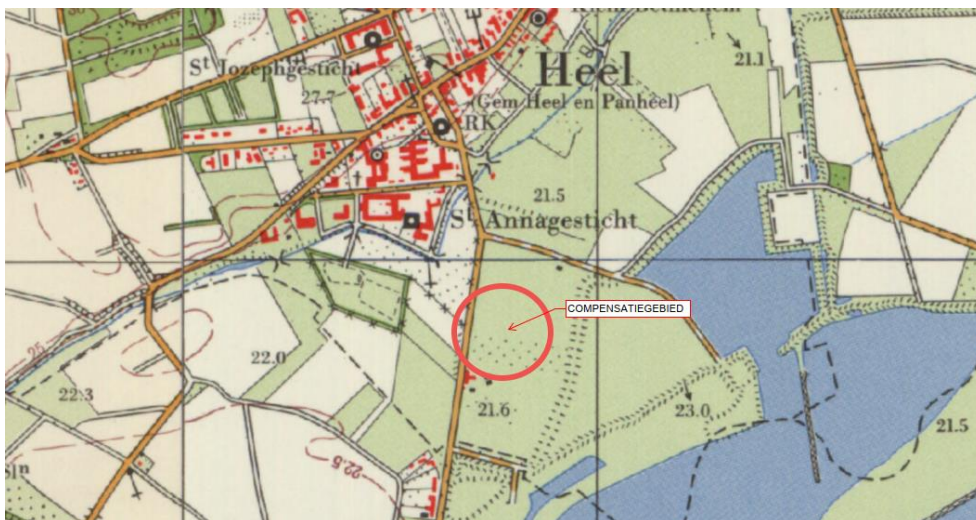 21.1
St Jozephgesticht
Heel
27.7
(Gem Heel en Panheel)
RK
21.5
St Annagesticht
COMPENSATIEGEBIED
25
22.0
22.3
21.6
23.0
21.5
22.5